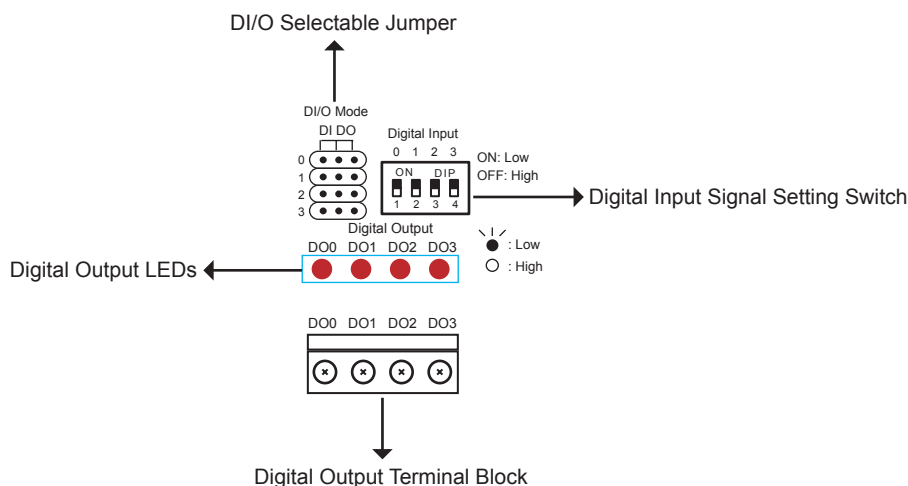 DI/O Selectable Jumper
DI/O Mode
DI DO
0
1
2
3
Digital Input
0 1 2 3
ON DIP
1 2 3 4
ON: Low
OFF: High
Digital Input Signal Setting Switch
Digital Output
DO0 DO1 DO2 DO3
: Low
: High
Digital Output LEDs
DO0 DO1 DO2 DO3
Digital Output Terminal Block